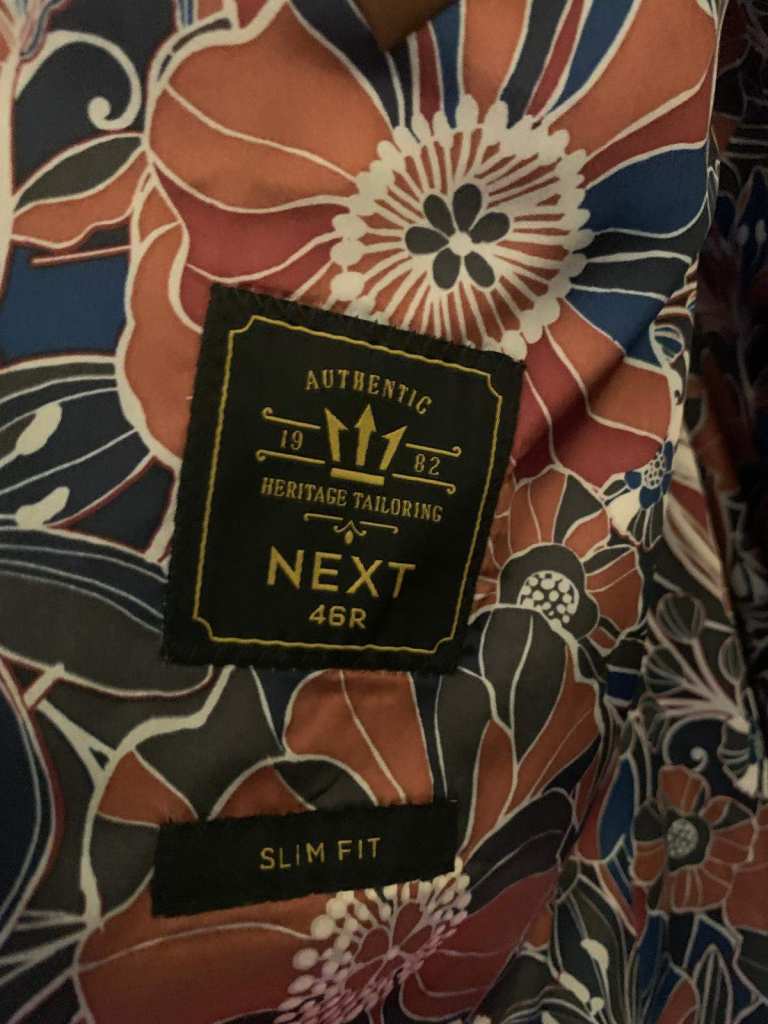 AUTHENTIC
19 82
HERITAGE TAILORING
NEXT
46R
SLIM FIT